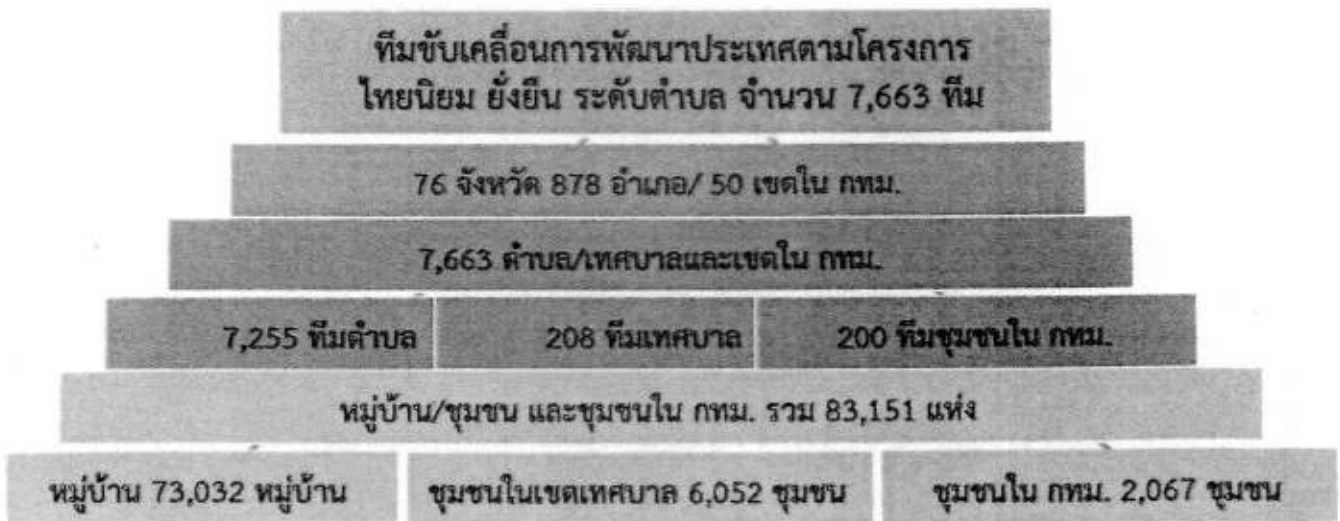 ทีมขับเคลื่อนการพัฒนาประเทศตามโครงการ
ไทยนิยม ยั่งยืน ระดับตำบล จำนวน 7,663 ทีม
76 จังหวัด 878 อำเภอ/ 50 เขตใน กทม.
7,663 ตำบล/เทศบาลและเขตใน กทม.
7,255 ทีมตำบล
208 ทีมเทศบาล
200 ทีมชุมชนใน กทม.
หมู่บ้าน/ชุมชน และชุมชนใน กทม. รวม 83,151 แห่ง
หมู่บ้าน 73,032 หมู่บ้าน
ชุมชนในเขตเทศบาล 6,052 ชุมชน
ชุมชนใน กทม. 2,067 ชุมชน